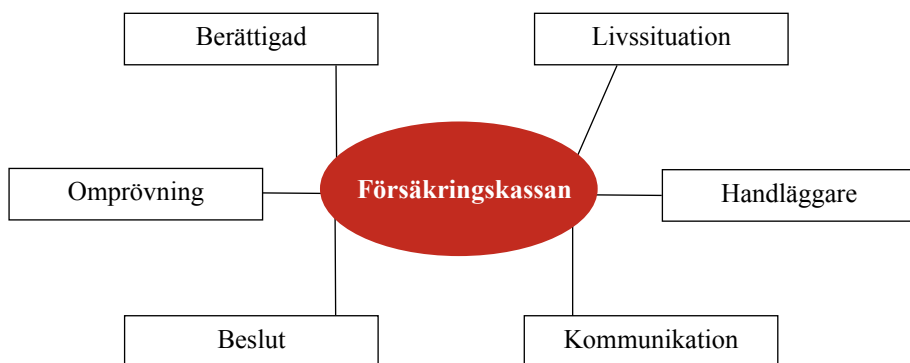 Berättigad
Livssituation
Omprövning
Försäkringskassan
Handläggare
Beslut
Kommunikation